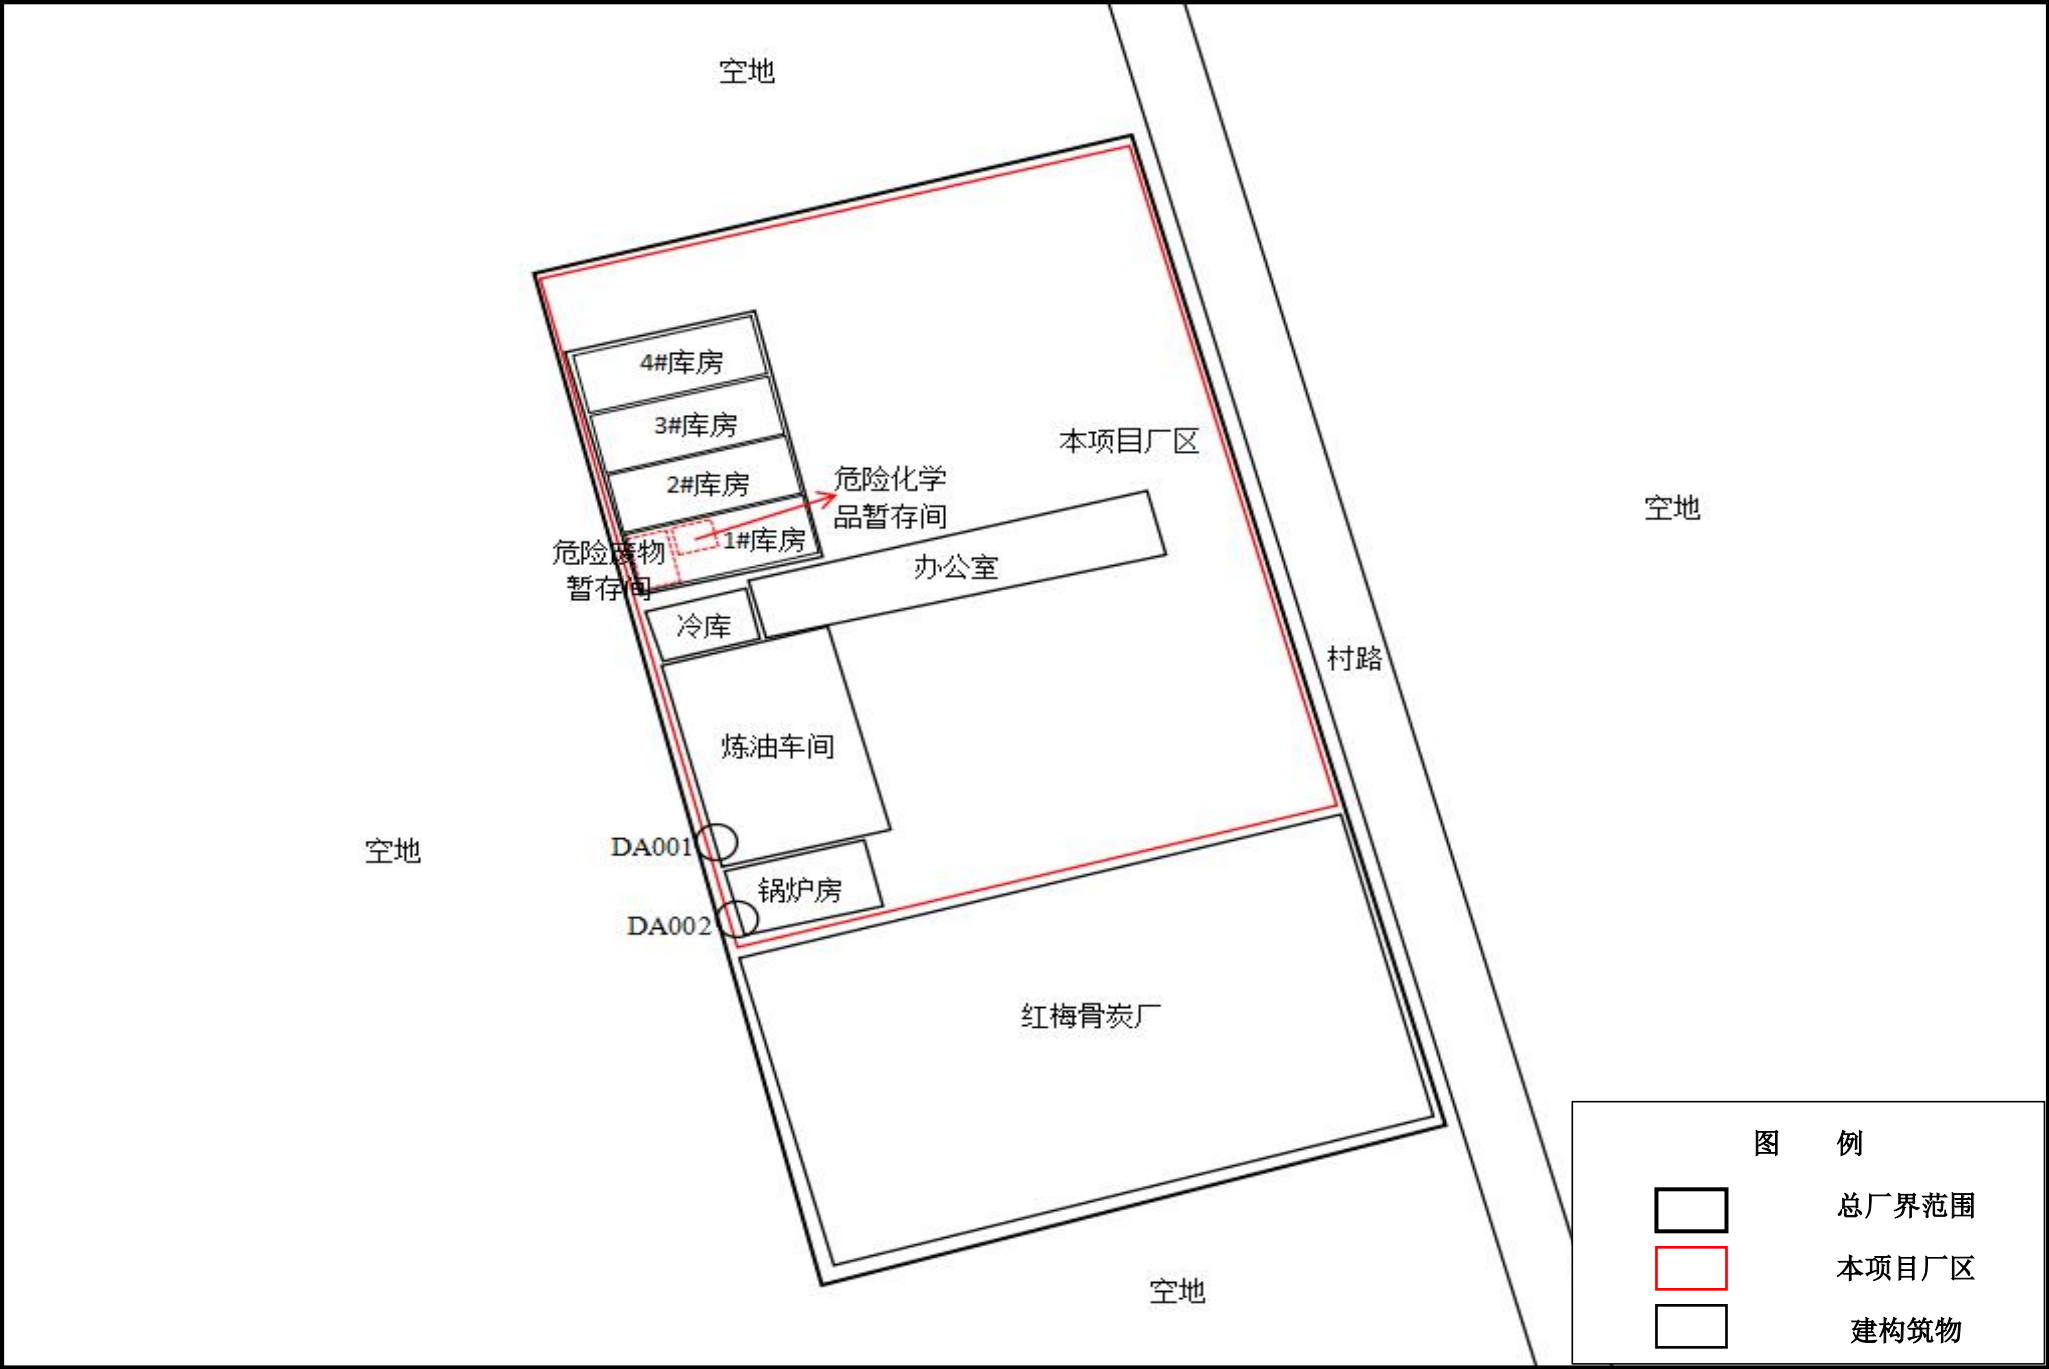 空地
4#库房
3#库房
本项目厂区
2#库房
危险化学
品暂存间
空地
1#库房
危险废物
暂存间
办公室
冷库
村路
炼油车间
DA001
空地
锅炉房
DA002
红梅骨炭厂
空地
图 例
总厂界范围
本项目厂区
建构筑物